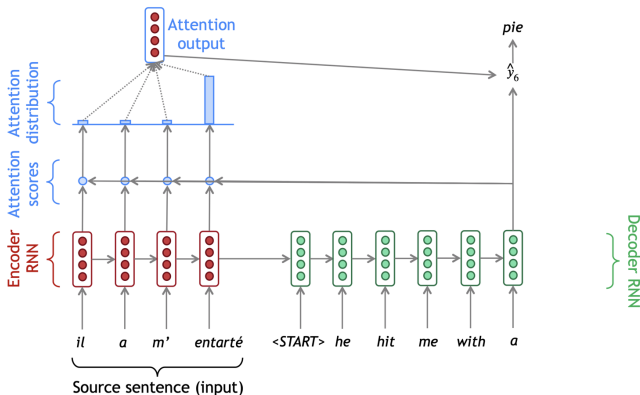 Attention
output
pie
ŷ₆
Attention
distribution
Attention
scores
Encoder
RNN
Decoder RNN
il a m’ entarté <START> he hit me with a
Source sentence (input)